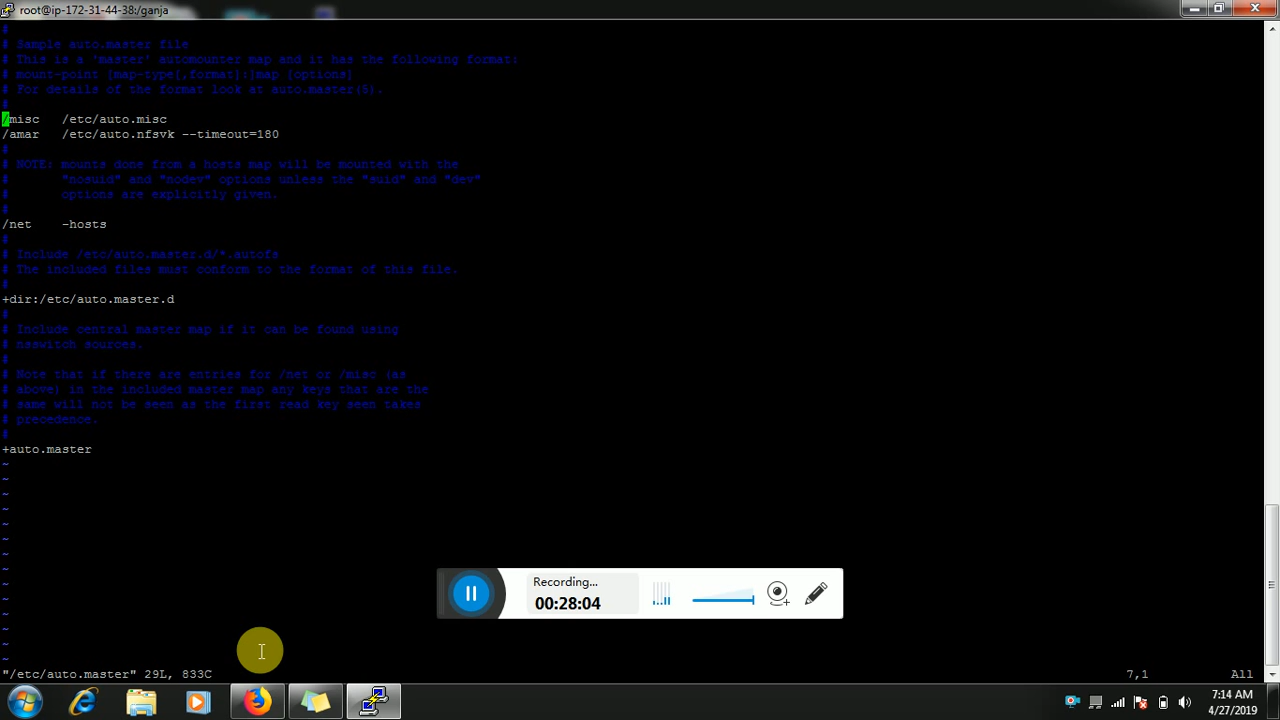 root@ip-172-31-44-38:/ganja
#
# Sample auto.master file
# This is a 'master' automounter map and it has the following format:
# mount-point [map-type[,format]:]map [options]
# For details of the format look at auto.master(5).
#
/misc   /etc/auto.misc
/amar   /etc/auto.nfsvk --timeout=180
#
# NOTE: mounts done from a hosts map will be mounted with the
#       "nosuid" and "nodev" options unless the "suid" and "dev"
#       options are explicitly given.
#
/net    -hosts
#
# Include /etc/auto.master.d/*.autofs
# The included files must conform to the format of this file.
#
+dir:/etc/auto.master.d
#
# Include central master map if it can be found using
# nsswitch sources.
#
# Note that if there are entries for /net or /misc (as
# above) in the included master map any keys that are the
# same will not be seen as the first read key seen takes
# precedence.
#
+auto.master
~
~
~
~
~
~
~
~
~
~
~
~
~
~
"/etc/auto.master" 29L, 833C
7,1
All
Recording...
00:28:04
7:14 AM
4/27/2019